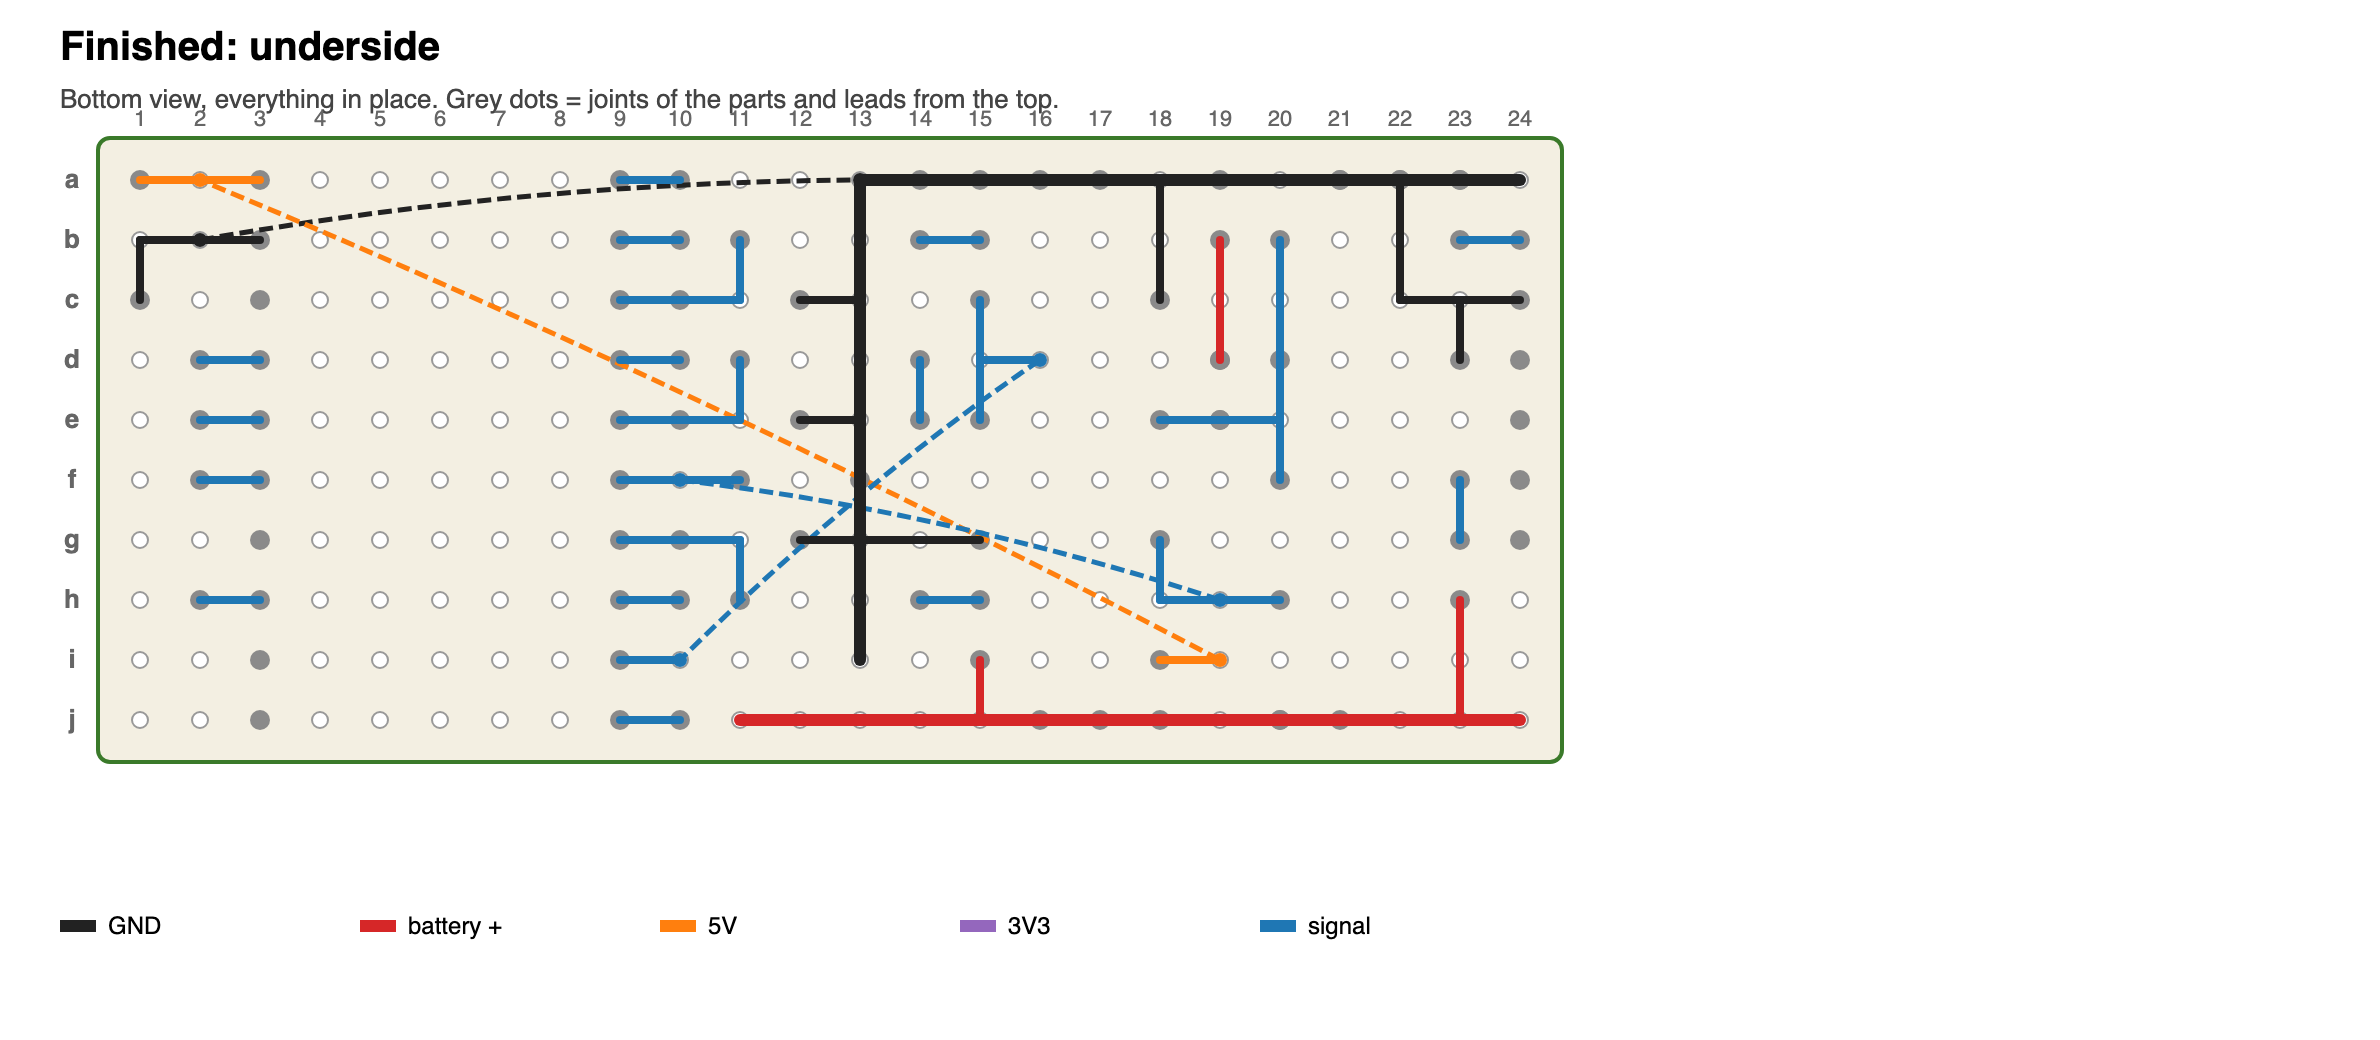 Finished: underside
Bottom view, everything in place. Grey dots = joints of the parts and leads from the top.
1 2 3 4 5 6 7 8 9 10 11 12 13 14 15 16 17 18 19 20 21 22 23 24
a
b
c
d
e
f
g
h
i
j
GND battery + 5V 3V3 signal